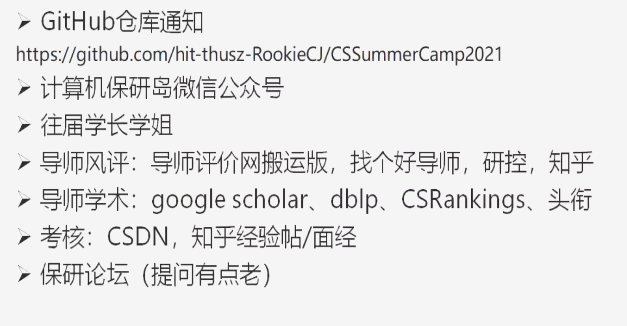 ➢ GitHub仓库通知
https://github.com/hit-thusz-RookieCJ/CSSummerCamp2021
➢ 计算机保研岛微信公众号
➢ 往届学长学姐
➢ 导师风评：导师评价网搬运版，找个好导师，研控，知乎
➢ 导师学术：google scholar、dblp、CSRankings、头衔
➢ 考核：CSDN，知乎经验帖/面经
➢ 保研论坛（提问有点老）